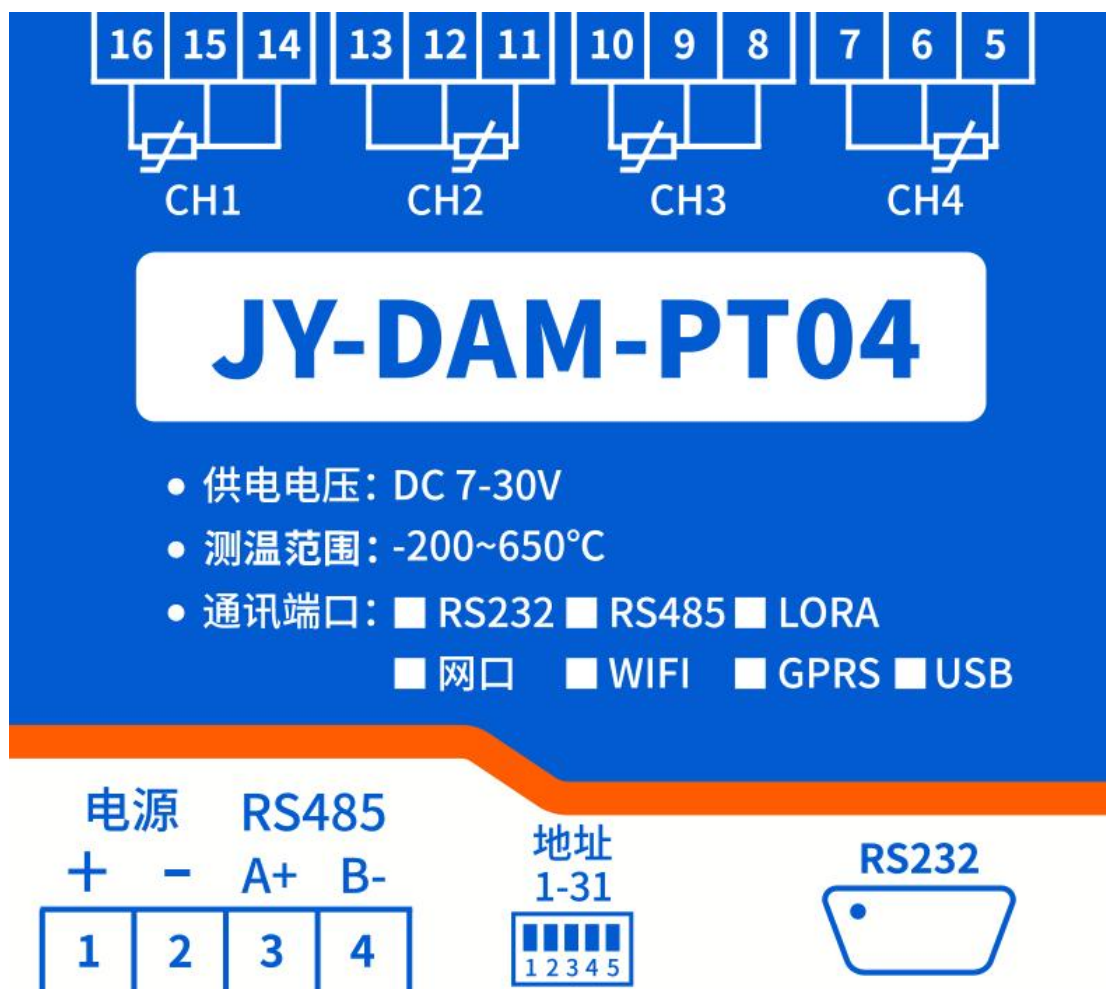 16 15 14 13 12 11 10 9 8 7 6 5
CH1 CH2 CH3 CH4
JY-DAM-PT04
• 供电电压：DC 7-30V
• 测温范围：-200~650℃
• 通讯端口：■ RS232 ■ RS485 ■ LORA
■ 网口 ■ WIFI ■ GPRS ■ USB
电源 RS485
+ - A+ B-
1 2 3 4
地址
1-31
1 2 3 4 5
RS232